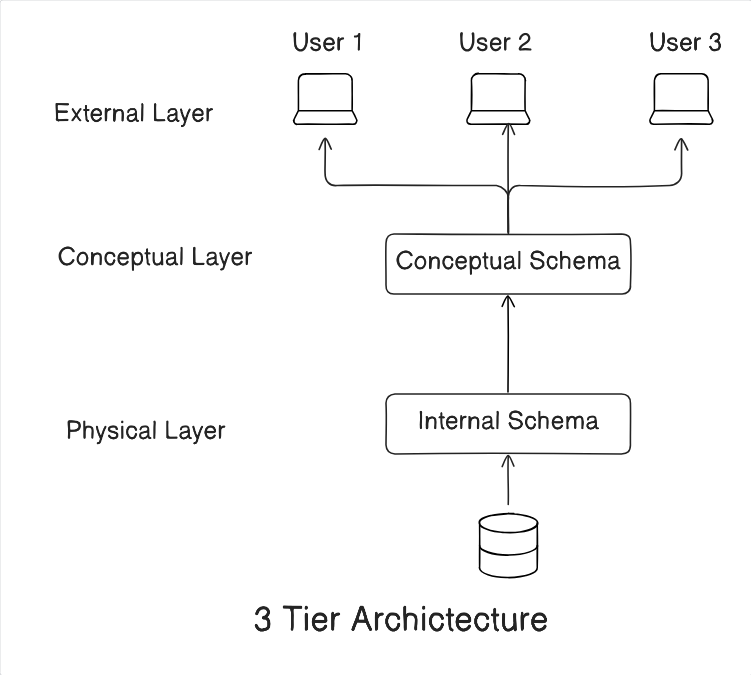 User 1 User 2 User 3
External Layer
Conceptual Layer
Conceptual Schema
Physical Layer
Internal Schema
3 Tier Archictecture